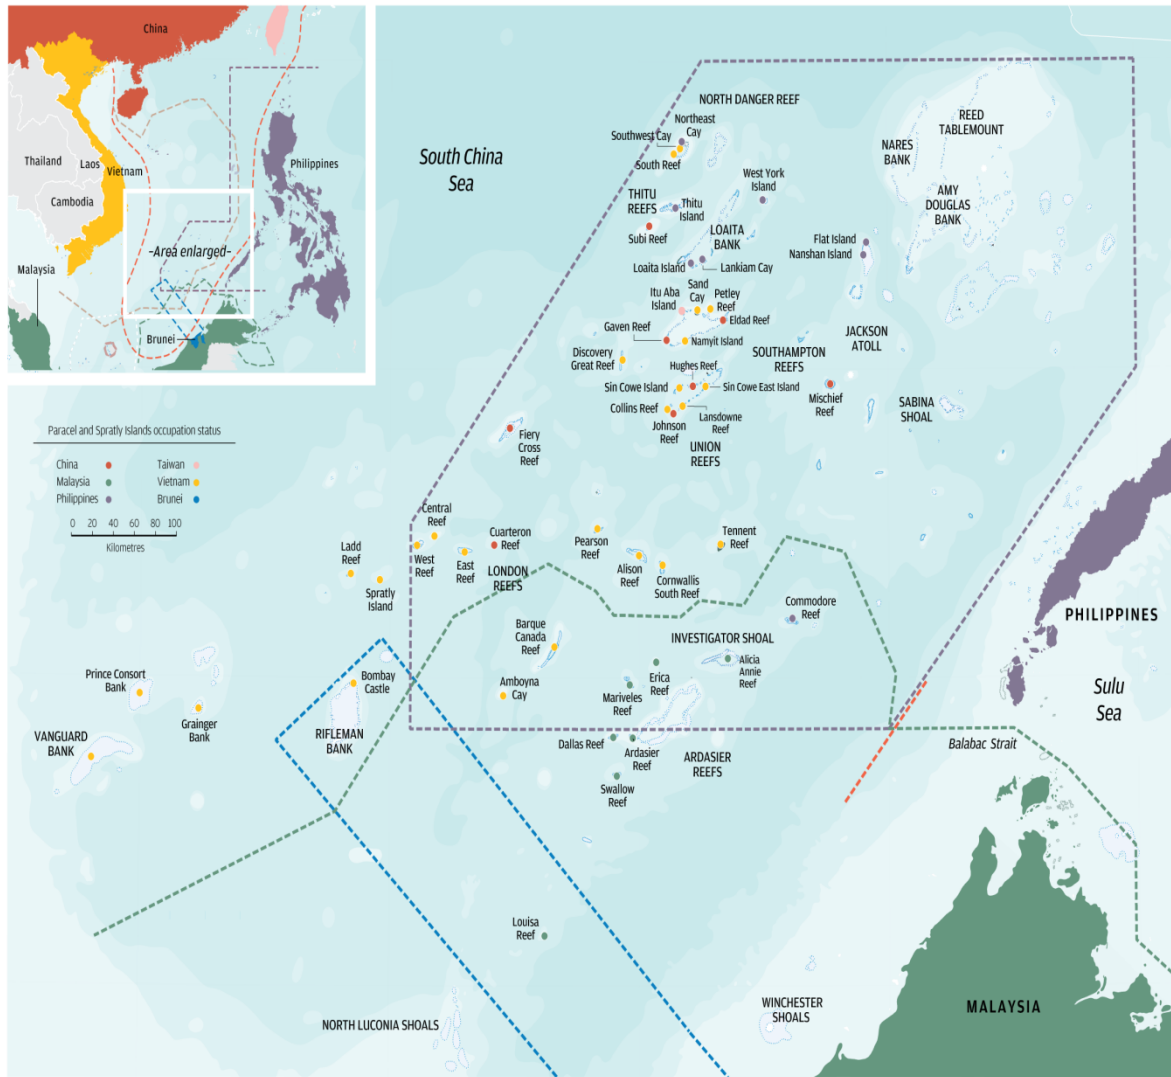 China
Thailand
Laos
Vietnam
Cambodia
Philippines
-Area enlarged-
Malaysia
Brunei
South China
Sea
NORTH DANGER REEF
Northeast
Cay
Southwest Cay
South Reef
REED
TABLEMOUNT
NARES
BANK
AMY
DOUGLAS
BANK
West York
Island
THITU
REEFS
Thitu
Island
Subi Reef
LOAITA
BANK
Flat Island
Nanshan Island
Loaita Island
Lankiam Cay
Itu Aba
Island
Sand
Cay
Petley
Reef
Eldad Reef
Gaven Reef
Namyit Island
Discovery
Great Reef
SOUTHAMPTON
REEFS
JACKSON
ATOLL
Hughes Reef
Sin Cowe Island
Sin Cowe East Island
Mischief
Reef
SABINA
SHOAL
Collins Reef
Johnson
Reef
Lansdowne
Reef
UNION
REEFS
Fiery
Cross
Reef
Paracel and Spratly Islands occupation status
China
Taiwan
Malaysia
Vietnam
Philippines
Brunei
0 20 40 60 80 100
Kilometres
Central
Reef
West
Reef
East
Reef
Cuarteron
Reef
LONDON
REEFS
Ladd
Reef
Spratly
Island
Pearson
Reef
Alison
Reef
Cornwallis
South Reef
Tennent
Reef
Commodore
Reef
Barque
Canada
Reef
INVESTIGATOR SHOAL
Alicia
Annie
Reef
Erica
Reef
Mariveles
Reef
Amboyna
Cay
PHILIPPINES
Sulu
Sea
Prince Consort
Bank
Grainger
Bank
VANGUARD
BANK
Bombay
Castle
RIFLEMAN
BANK
Dallas Reef
Ardasier
Reef
ARDASIER
REEFS
Swallow
Reef
Balabac Strait
Louisa
Reef
NORTH LUCONIA SHOALS
WINCHESTER
SHOALS
MALAYSIA